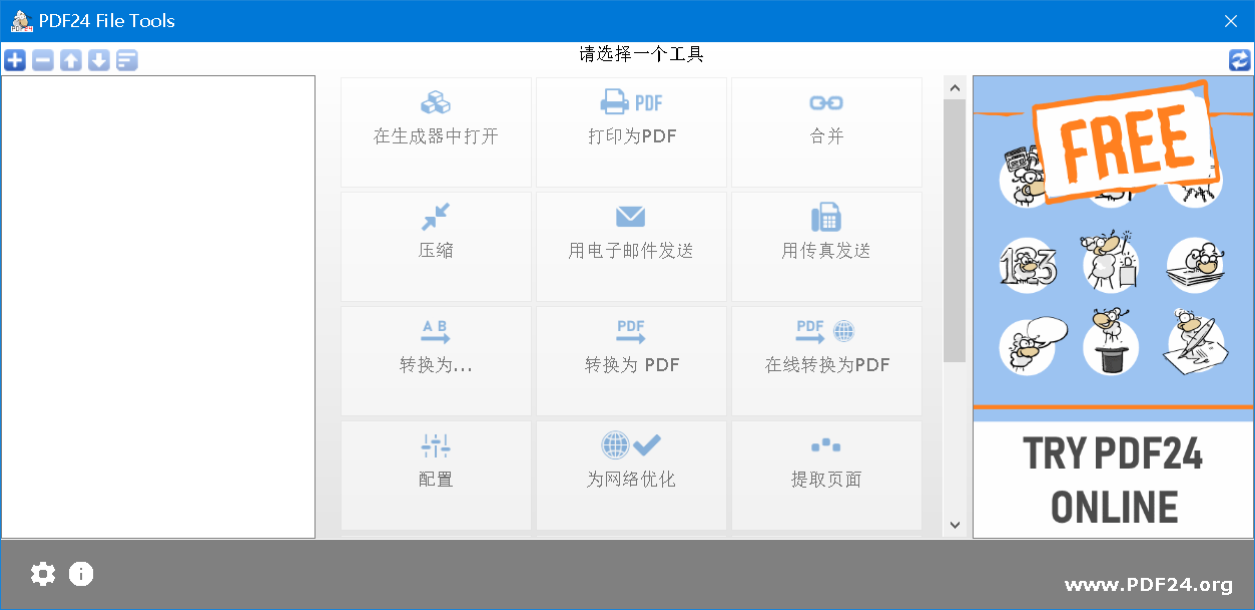 PDF24 File Tools
请选择一个工具
在生成器中打开
PDF
打印为PDF
合并
压缩
用电子邮件发送
用传真发送
A B
转换为...
PDF
转换为 PDF
PDF
在线转换为PDF
配置
为网络优化
提取页面
FREE
123
TRY PDF24
ONLINE
www.PDF24.org